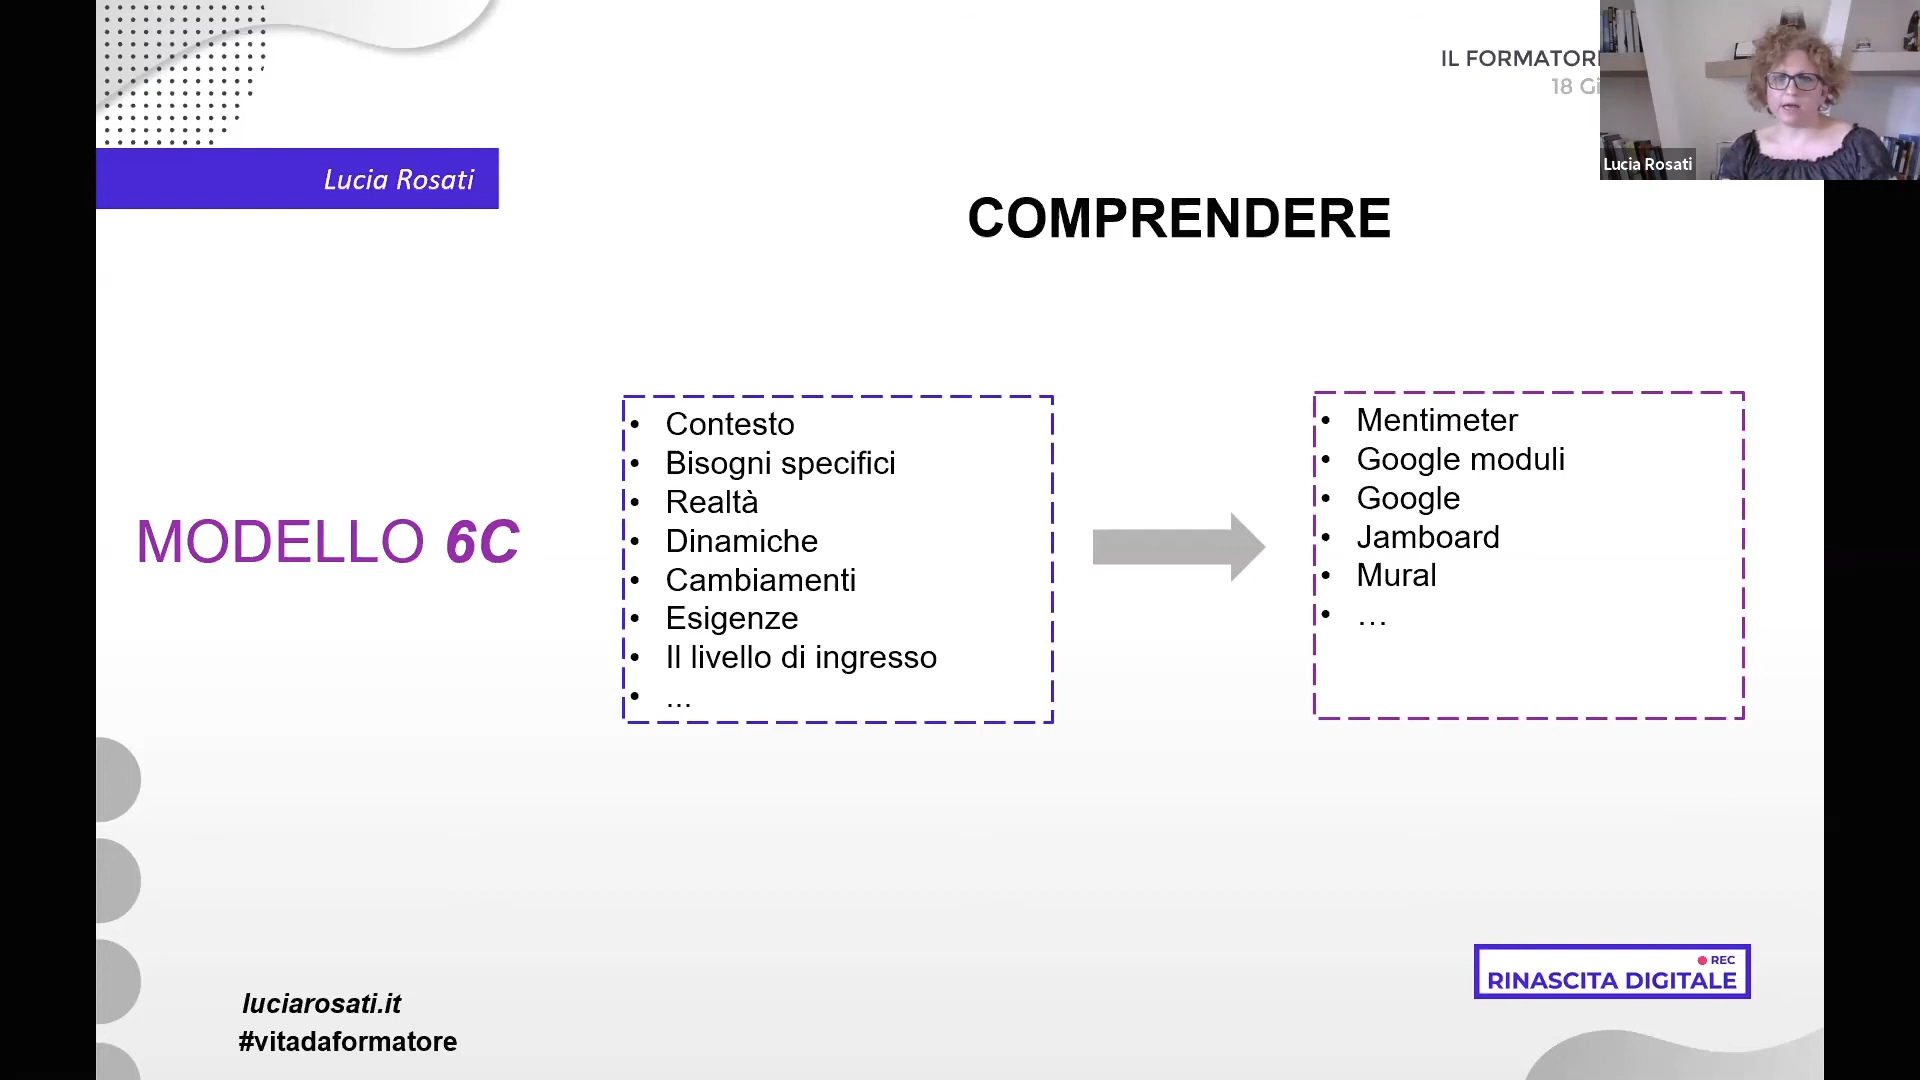 IL FORMATORE
18 Gi
Lucia Rosati
Lucia Rosati
COMPRENDERE
MODELLO 6C
• Contesto
• Bisogni specifici
• Realtà
• Dinamiche
• Cambiamenti
• Esigenze
• Il livello di ingresso
• ...
• Mentimeter
• Google moduli
• Google
• Jamboard
• Mural
• …
REC
RINASCITA DIGITALE
luciarosati.it
#vitadaformatore